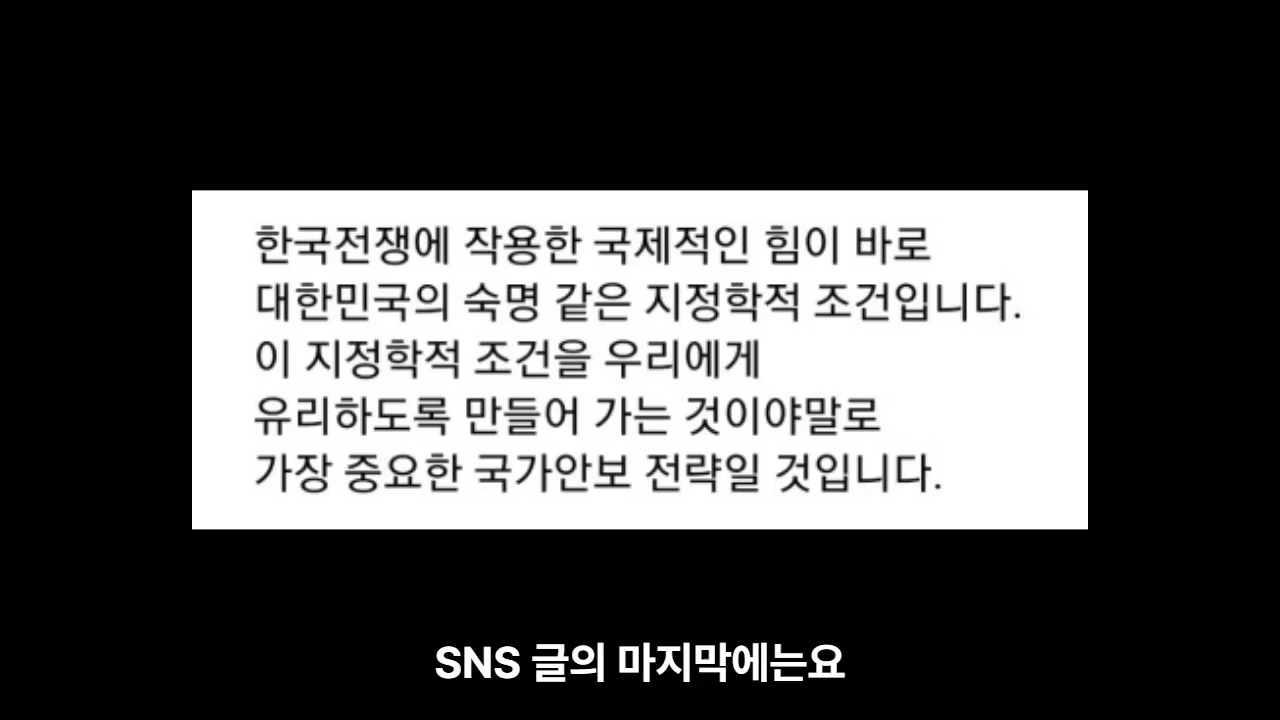 한국전쟁에 작용한 국제적인 힘이 바로
대한민국의 숙명 같은 지정학적 조건입니다.
이 지정학적 조건을 우리에게
유리하도록 만들어 가는 것이야말로
가장 중요한 국가안보 전략일 것입니다.
SNS 글의 마지막에는요